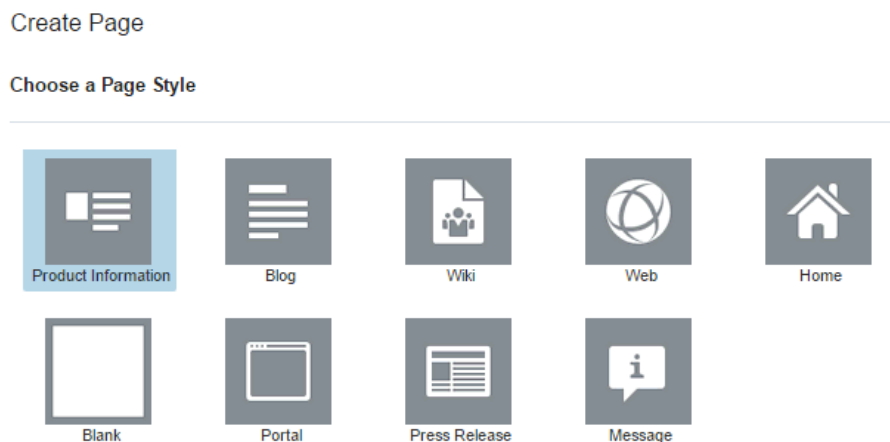 Create Page
Choose a Page Style
Product Information Blog Wiki Web Home
Blank Portal Press Release Message